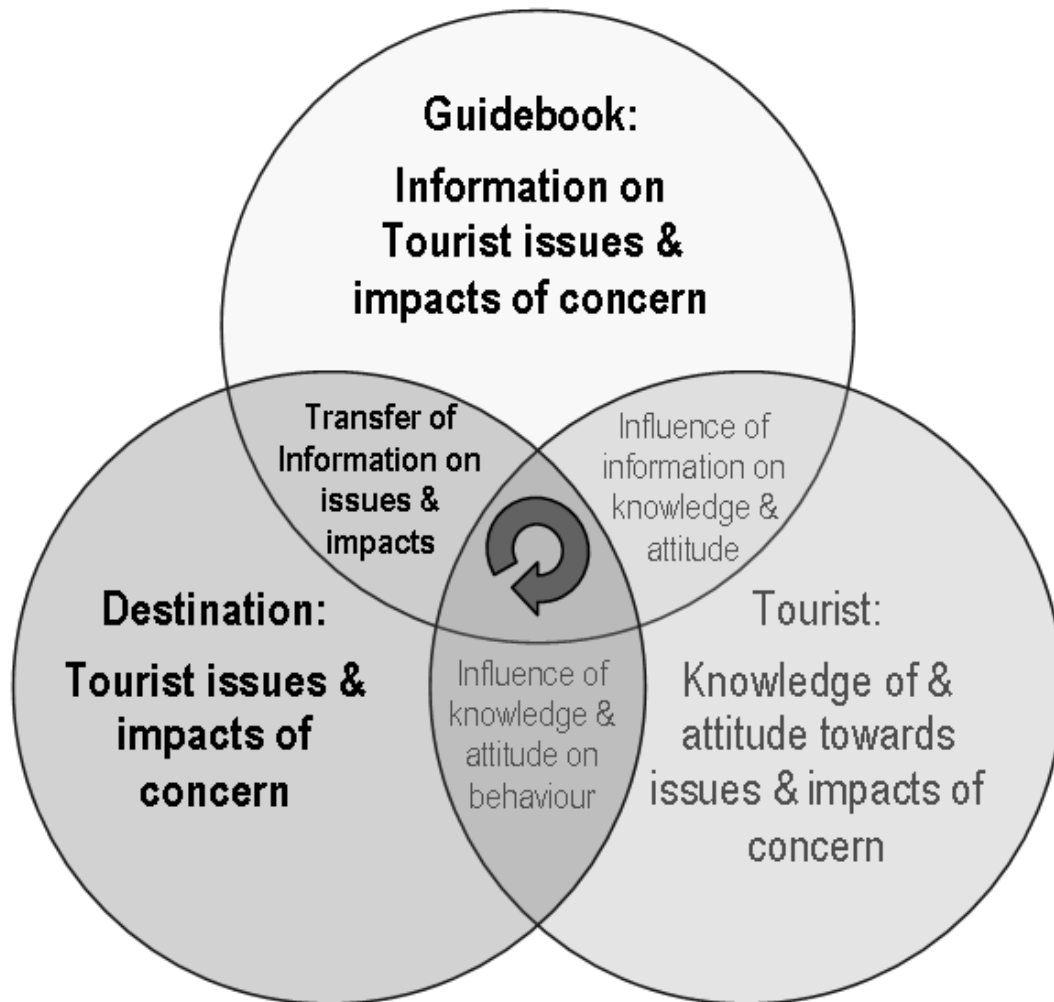 Guidebook:
Information on
Tourist issues &
impacts of concern
Transfer of
Information on
issues &
impacts
Influence of
information on
knowledge &
attitude
Destination:
Tourist issues &
impacts of
concern
Influence of
knowledge &
attitude on
behaviour
Tourist:
Knowledge of &
attitude towards
issues & impacts of
concern